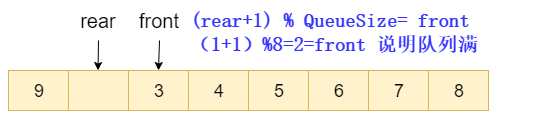 rear front (rear+1) % QueueSize= front
（1+1）%8=2=front 说明队列满
9 3 4 5 6 7 8